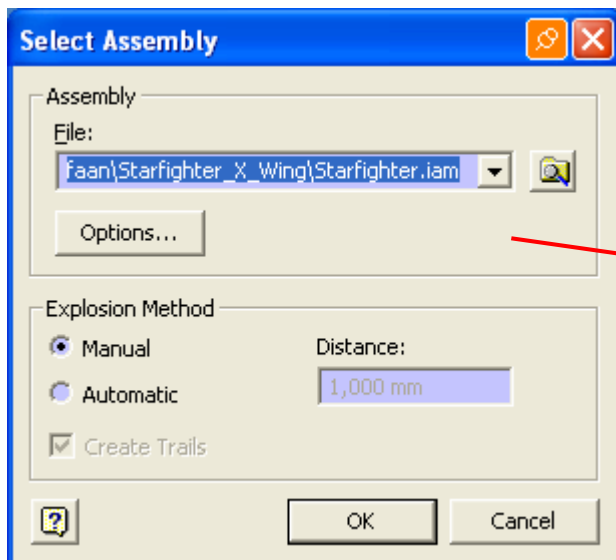 Select Assembly
Assembly
File:
faan\Starfighter_X_Wing\Starfighter.iam
Options...
Explosion Method
Manual
Distance:
Automatic
1,000 mm
Create Trails
OK
Cancel